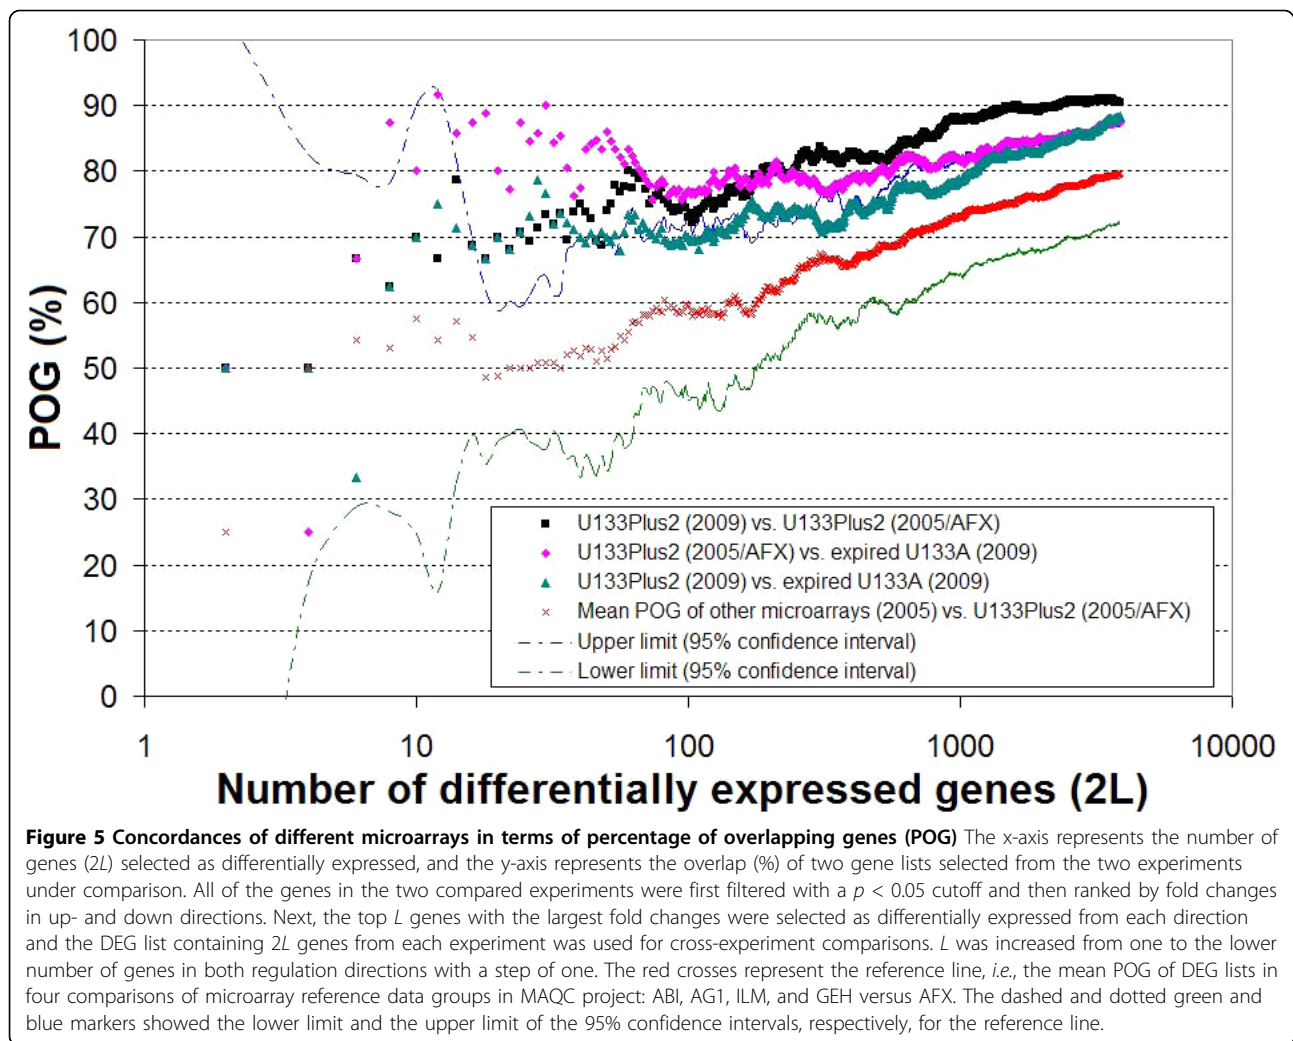 100
90
80
70
60
50
40
30
20
10
0
POG (%)
U133Plus2 (2009) vs. U133Plus2 (2005/AFX)
U133Plus2 (2005/AFX) vs. expired U133A (2009)
U133Plus2 (2009) vs. expired U133A (2009)
Mean POG of other microarrays (2005) vs. U133Plus2 (2005/AFX)
Upper limit (95% confidence interval)
Lower limit (95% confidence interval)
1 10 100 1000 10000
Number of differentially expressed genes (2L)
Figure 5 Concordances of different microarrays in terms of percentage of overlapping genes (POG) The x-axis represents the number of
genes (2L) selected as differentially expressed, and the y-axis represents the overlap (%) of two gene lists selected from the two experiments
under comparison. All of the genes in the two compared experiments were first filtered with a p < 0.05 cutoff and then ranked by fold changes
in up- and down directions. Next, the top L genes with the largest fold changes were selected as differentially expressed from each direction
and the DEG list containing 2L genes from each experiment was used for cross-experiment comparisons. L was increased from one to the lower
number of genes in both regulation directions with a step of one. The red crosses represent the reference line, i.e., the mean POG of DEG lists in
four comparisons of microarray reference data groups in MAQC project: ABI, AG1, ILM, and GEH versus AFX. The dashed and dotted green and
blue markers showed the lower limit and the upper limit of the 95% confidence intervals, respectively, for the reference line.